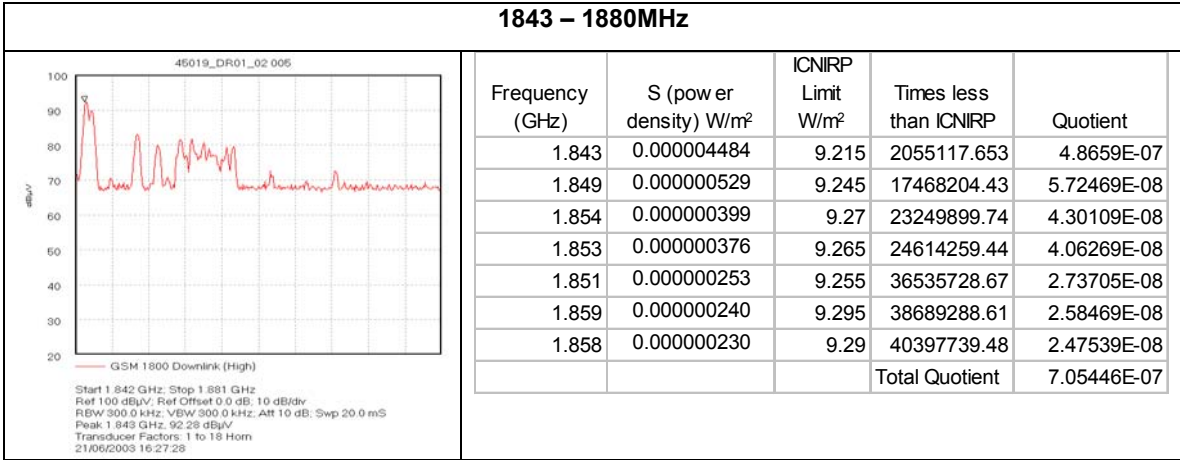 1843 – 1880MHz
45019_DR01_02 005
100
90
80
70
60
50
40
30
20
dBµV
GSM 1800 Downlink (High)
Start 1.842 GHz; Stop 1.881 GHz
Ref 100 dBµV; Ref Offset 0.0 dB; 10 dB/div
RBW 300.0 kHz; VBW 300.0 kHz; Att 10 dB; Swp 20.0 mS
Peak 1.843 GHz, 92.28 dBµV
Transducer Factors: 1 to 18 Horn
21/06/2003 16:27:28
Frequency (GHz) S (pow er density) W/m² ICNIRP Limit W/m² Times less than ICNIRP Quotient
1.843 0.000004484 9.215 2055117.653 4.8659E-07
1.849 0.000000529 9.245 17468204.43 5.72469E-08
1.854 0.000000399 9.27 23249899.74 4.30109E-08
1.853 0.000000376 9.265 24614259.44 4.06269E-08
1.851 0.000000253 9.255 36535728.67 2.73705E-08
1.859 0.000000240 9.295 38689288.61 2.58469E-08
1.858 0.000000230 9.29 40397739.48 2.47539E-08
Total Quotient 7.05446E-07